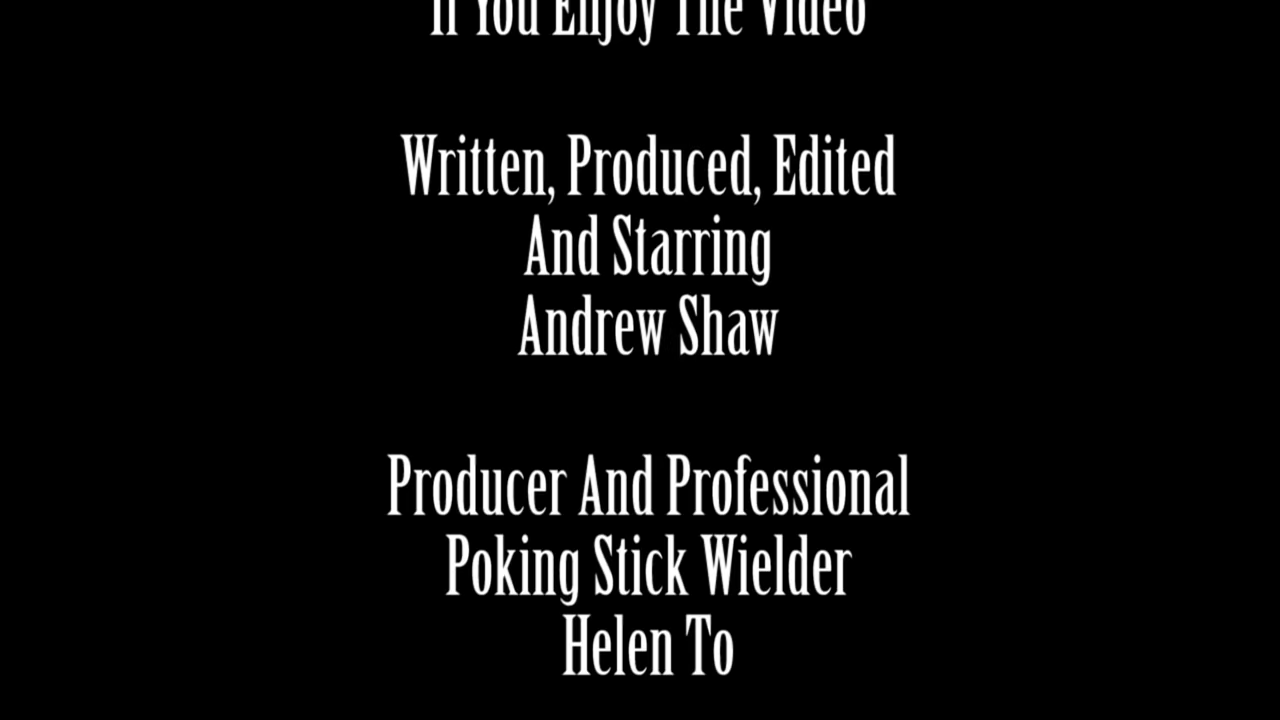 If You Enjoy The Video
Written, Produced, Edited
And Starring
Andrew Shaw
Producer And Professional
Poking Stick Wielder
Helen To